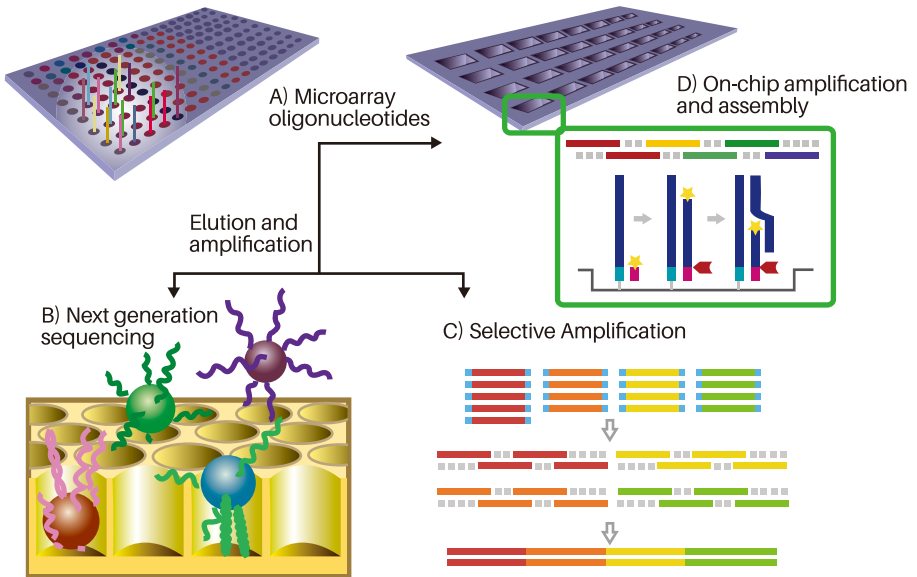 A) Microarray
oligonucleotides
D) On-chip amplification
and assembly
Elution and
amplification
B) Next generation
sequencing
C) Selective Amplification